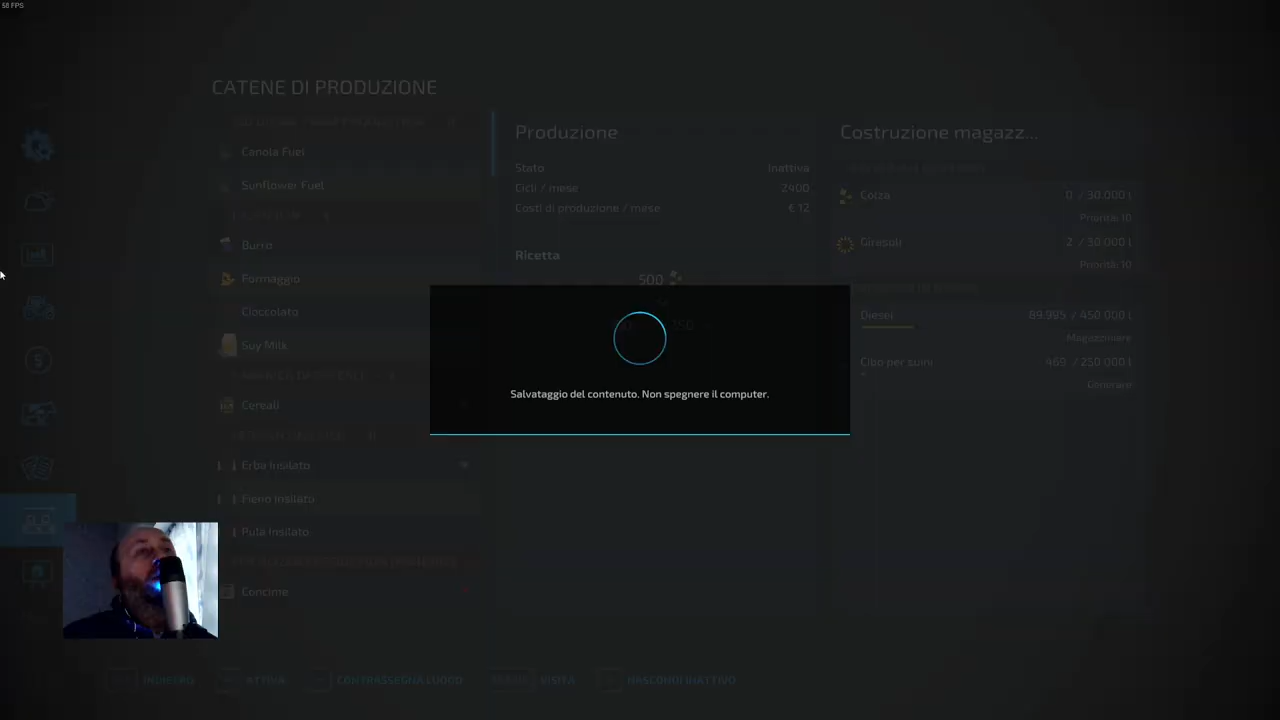 58 FPS
CATENE DI PRODUZIONE
Canola Fuel
Sunflower Fuel
Burro
Formaggio
Cioccolato
Soy Milk
Cereali
Erba Insilato
Fieno Insilato
Pula Insilato
Concime
Produzione
Stato Inattiva
Cicli / mese 2400
Costi di produzione / mese € 12
Ricetta
500
Costruzione magazz...
Colza 0 / 30.000 l
Priorità: 10
Girasoli 2 / 30.000 l
Priorità: 10
Diesel 89.995 / 450.000 l
Magazziniere
Cibo per suini 460 / 250.000 l
Generare
Salvataggio del contenuto. Non spegnere il computer.
INDIETRO ATTIVA CONTRASSEGNA LUOGO VISITA NASCONDI INATTIVO